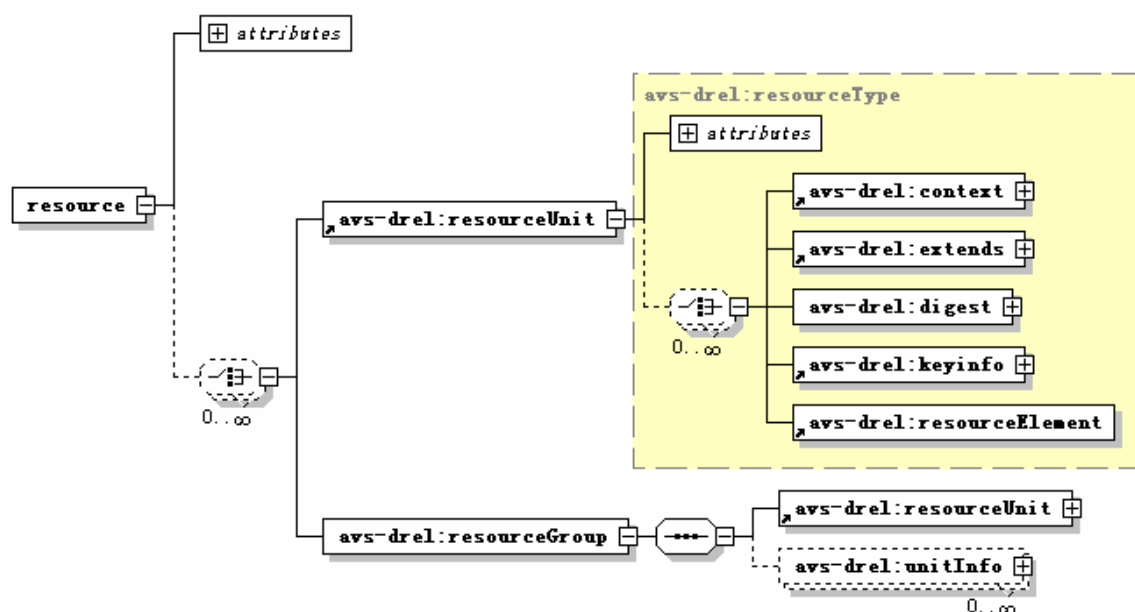 attributes
avs-drel:resourceType
attributes
resource
avs-drel:resourceUnit
avs-drel:context
avs-drel:extends
avs-drel:digest
0..∞
avs-drel:keyinfo
0..∞
avs-drel:resourceElement
avs-drel:resourceGroup
avs-drel:resourceUnit
avs-drel:unitInfo
0..∞